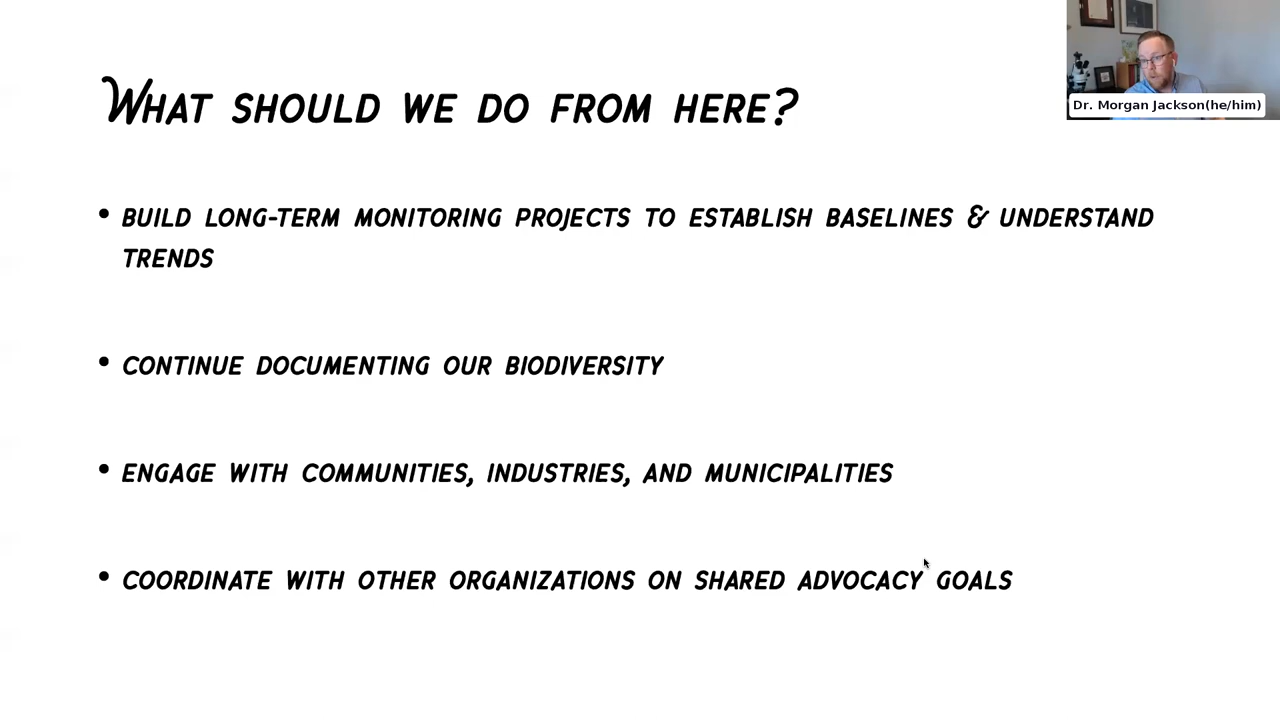 What should we do from here?
Dr. Morgan Jackson(he/him)
• Build long-term monitoring projects to establish baselines & understand
trends
• Continue documenting our biodiversity
• Engage with communities, industries, and municipalities
• Coordinate with other organizations on shared advocacy goals